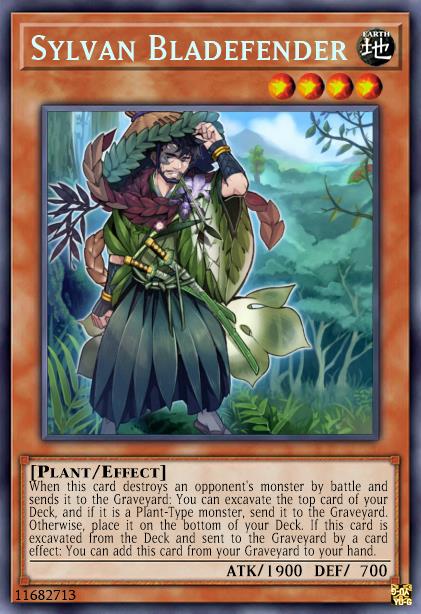 Sylvan Bladefender
EARTH
地
[Plant/Effect]
When this card destroys an opponent's monster by battle and
sends it to the Graveyard: You can excavate the top card of your
Deck, and if it is a Plant-Type monster, send it to the Graveyard.
Otherwise, place it on the bottom of your Deck. If this card is
excavated from the Deck and sent to the Graveyard by a card
effect: You can add this card from your Graveyard to your hand.
ATK/1900 DEF/ 700
11682713